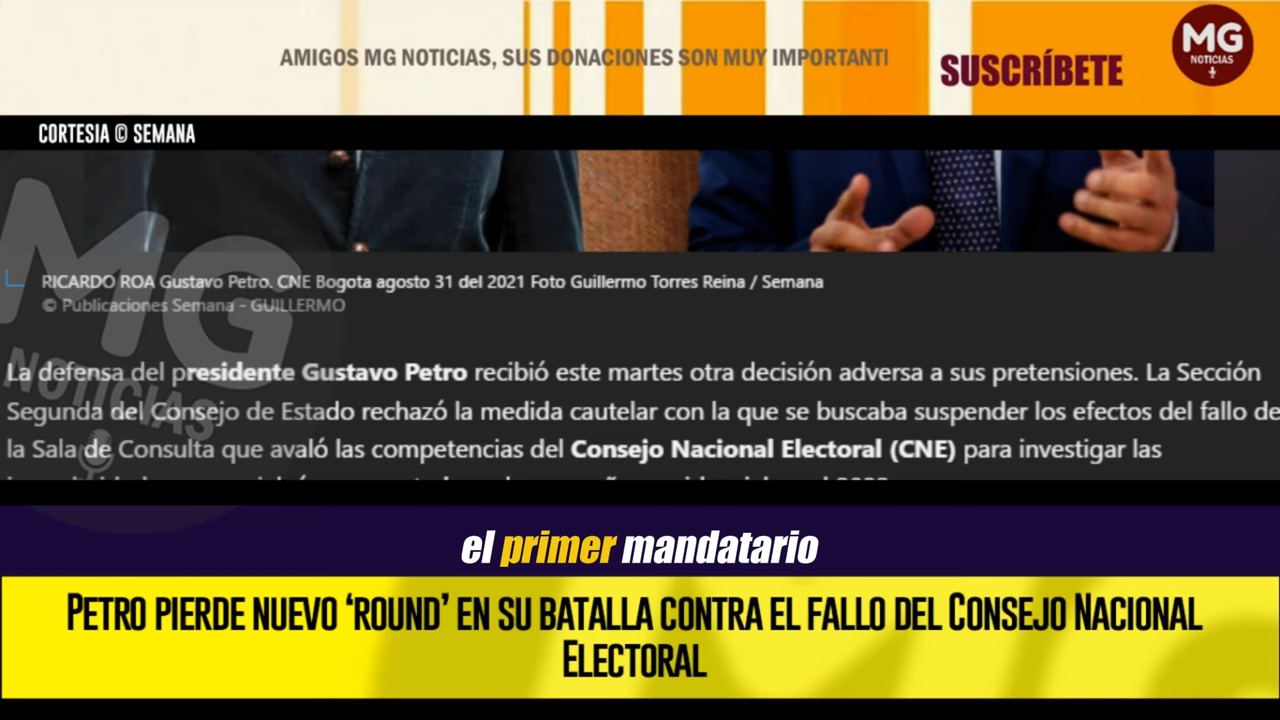 AMIGOS MG NOTICIAS, SUS DONACIONES SON MUY IMPORTANTI
SUSCRÍBETE
MG
NOTICIAS
CORTESIA © SEMANA
MG
NOTICIAS
RICARDO ROA Gustavo Petro. CNE Bogota agosto 31 del 2021 Foto Guillermo Torres Reina / Semana
© Publicaciones Semana - GUILLERMO
La defensa del presidente Gustavo Petro recibió este martes otra decisión adversa a sus pretensiones. La Sección
Segunda del Consejo de Estado rechazó la medida cautelar con la que se buscaba suspender los efectos del fallo de
la Sala de Consulta que avaló las competencias del Consejo Nacional Electoral (CNE) para investigar las
el primer mandatario
PETRO PIERDE NUEVO ‘ROUND’ EN SU BATALLA CONTRA EL FALLO DEL CONSEJO NACIONAL
ELECTORAL